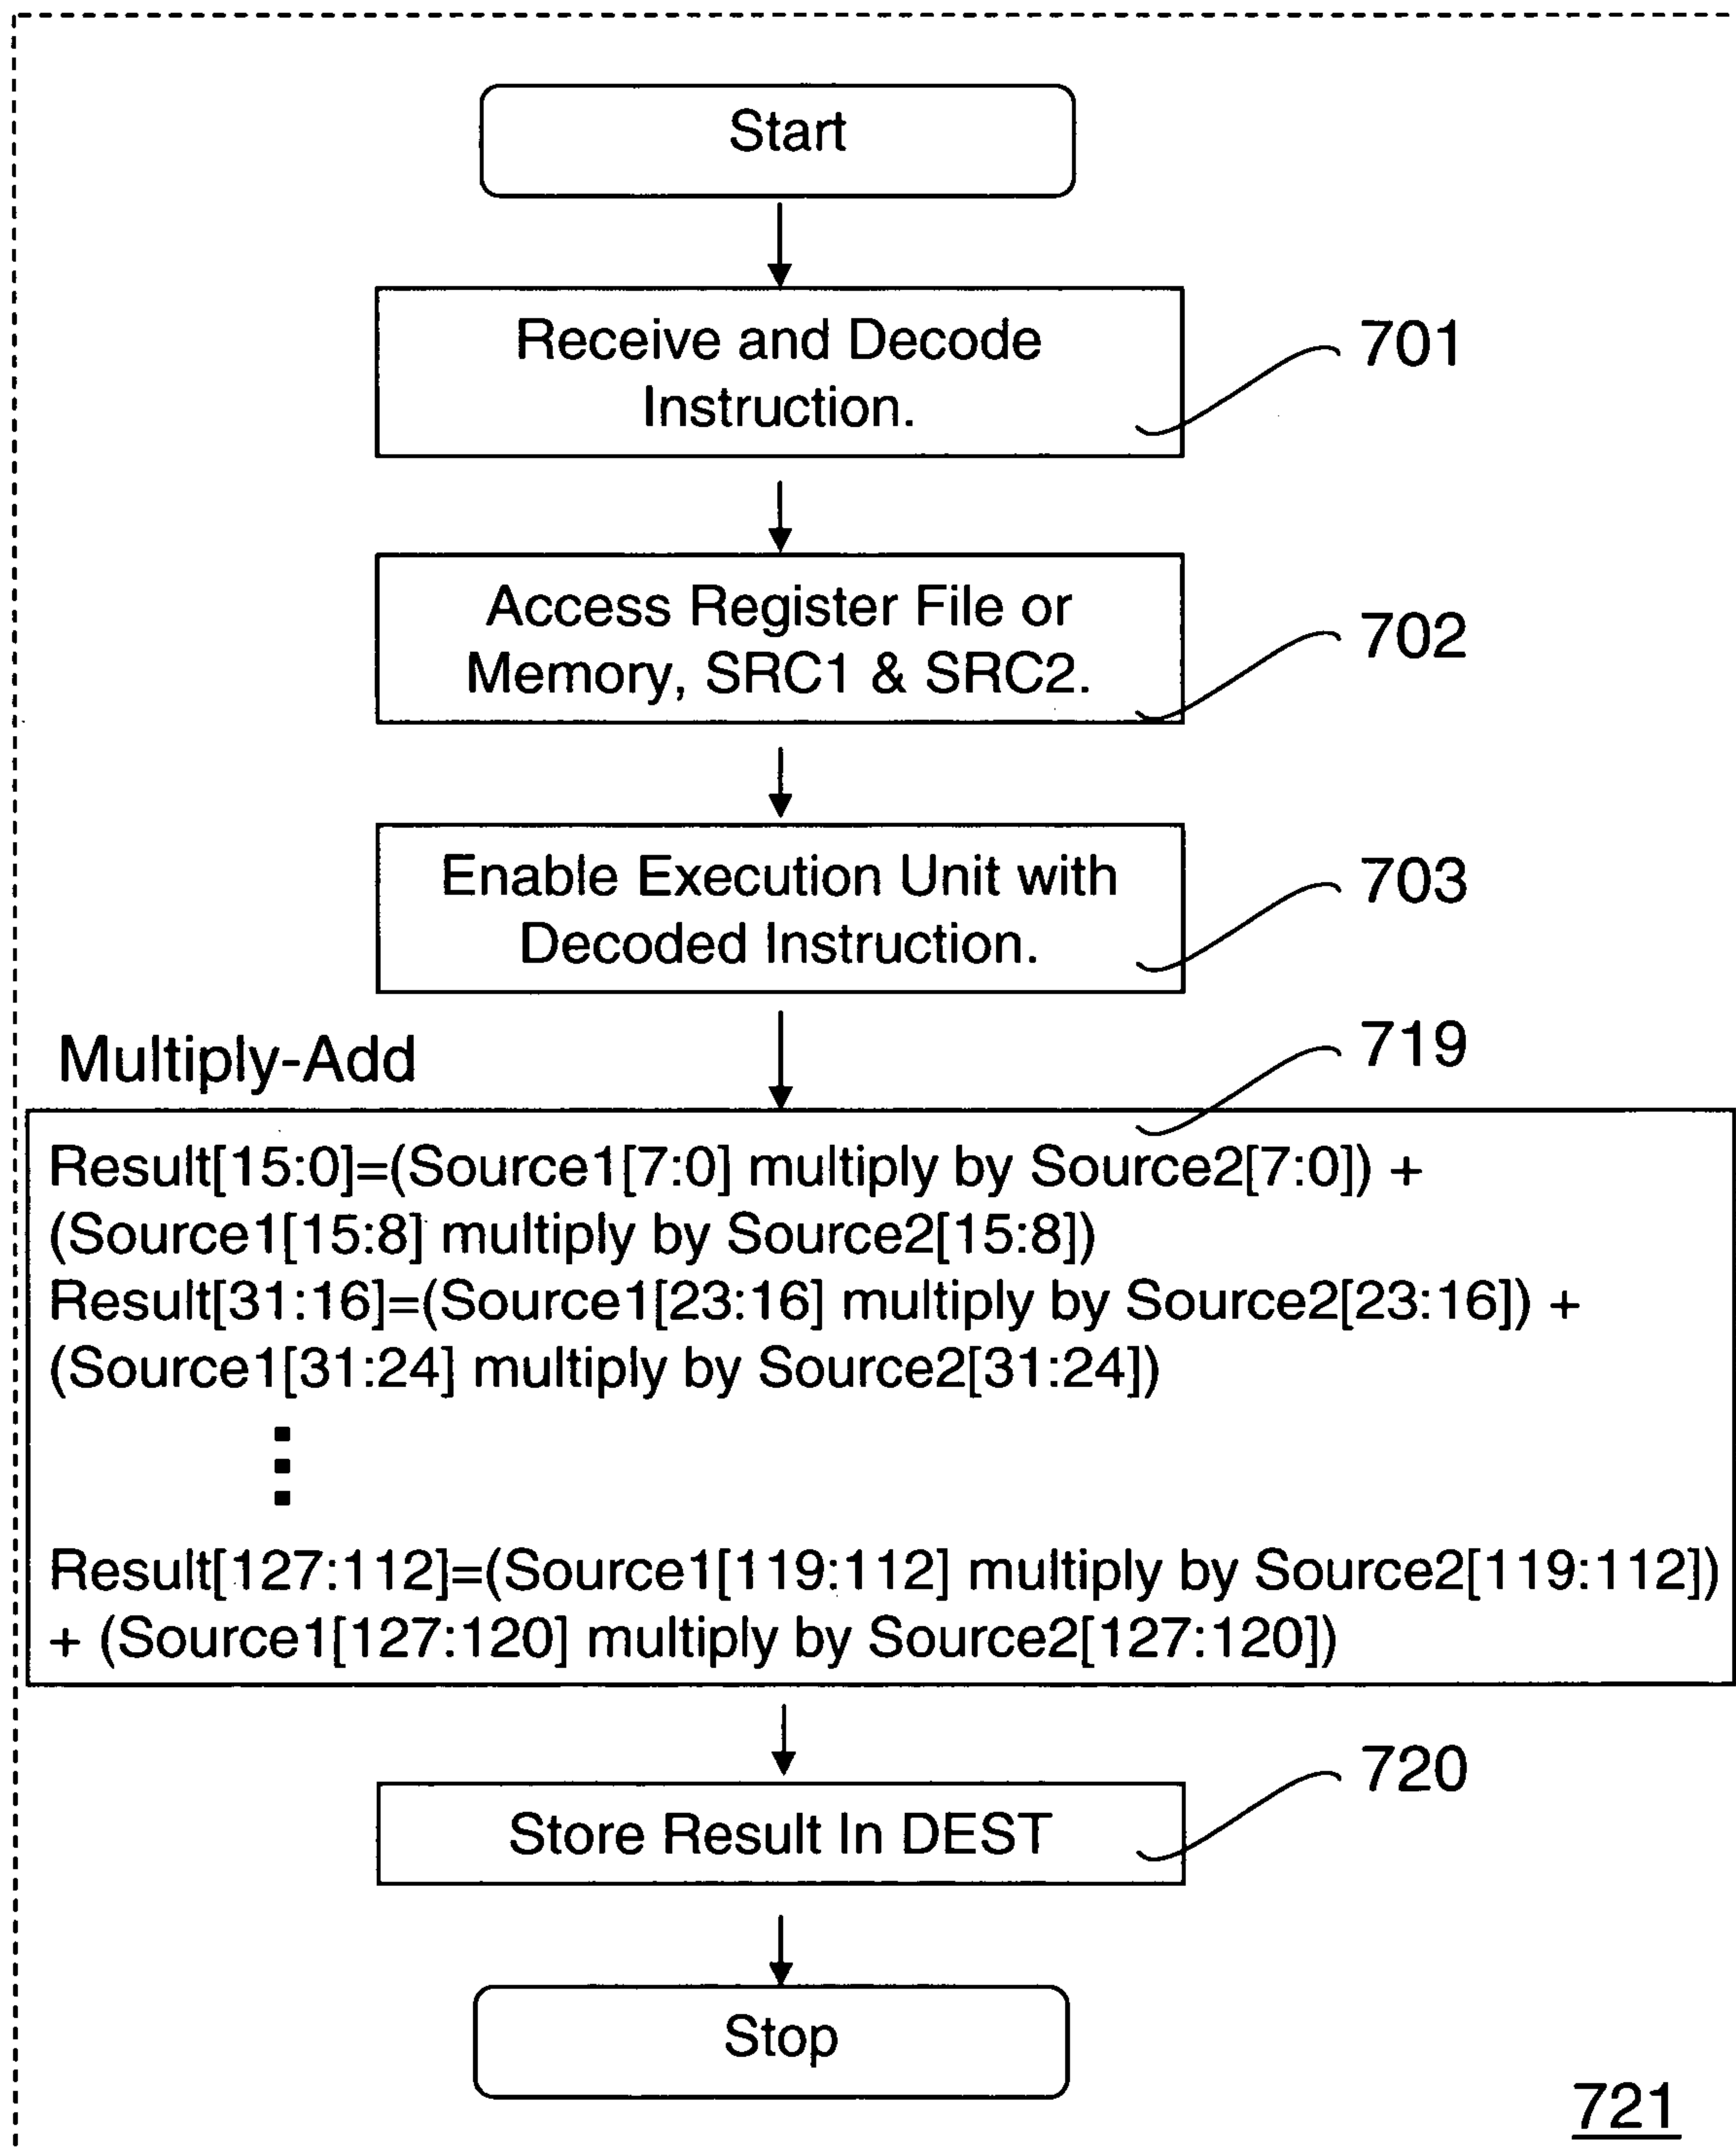 Start
Receive and Decode
Instruction.
701
Access Register File or
Memory, SRC1 & SRC2.
702
Enable Execution Unit with
Decoded Instruction.
703
Multiply-Add
719
Result[15:0]=(Source1[7:0] multiply by Source2[7:0]) +
(Source1[15:8] multiply by Source2[15:8])
Result[31:16]=(Source1[23:16] multiply by Source2[23:16]) +
(Source1[31:24] multiply by Source2[31:24])
Result[127:112]=(Source1[119:112] multiply by Source2[119:112])
+ (Source1[127:120] multiply by Source2[127:120])
720
Store Result In DEST
Stop
721